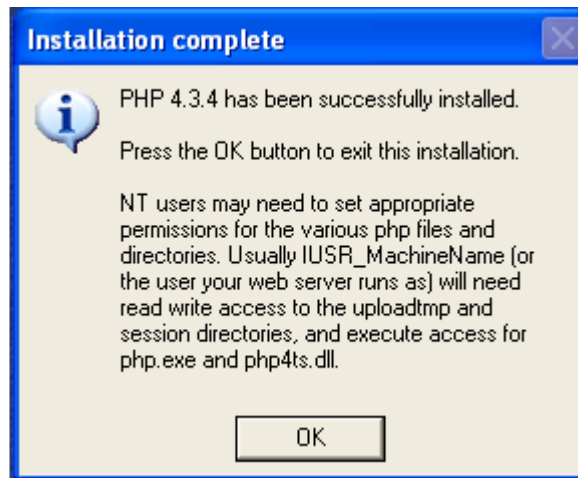 Installation complete
PHP 4.3.4 has been successfully installed.
Press the OK button to exit this installation.
NT users may need to set appropriate
permissions for the various php files and
directories. Usually IUSR_MachineName (or
the user your web server runs as) will need
read write access to the uploadtmp and
session directories, and execute access for
php.exe and php4ts.dll.
OK